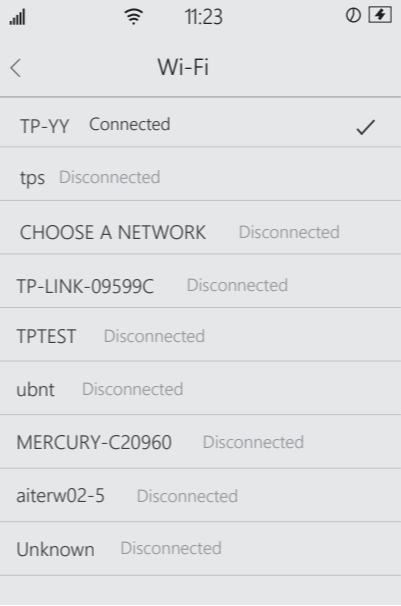 11:23
Wi-Fi
TP-YY Connected
tps Disconnected
CHOOSE A NETWORK Disconnected
TP-LINK-09599C Disconnected
TPTEST Disconnected
ubnt Disconnected
MERCURY-C20960 Disconnected
aiterw02-5 Disconnected
Unknown Disconnected